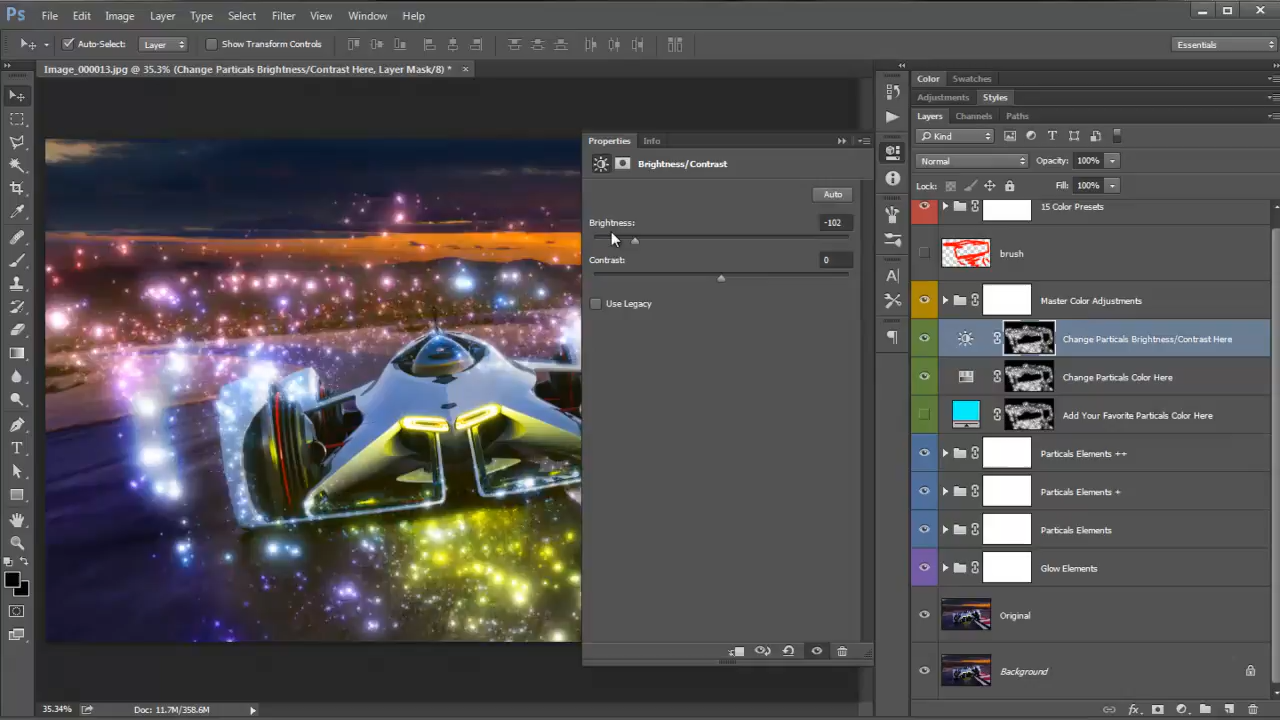 Ps File Edit Image Layer Type Select Filter View Window Help
Auto-Select: Layer Show Transform Controls Essentials
Image_000013.jpg @ 35.3% (Change Particals Brightness/Contrast Here, Layer Mask/8) *
Color Swatches
Adjustments Styles
Layers Channels Paths
Kind
Normal Opacity: 100%
Lock: Fill: 100%
Properties Info
Brightness/Contrast
Auto
Brightness: -102
Contrast: 0
Use Legacy
15 Color Presets
brush
Master Color Adjustments
Change Particals Brightness/Contrast Here
Change Particals Color Here
Add Your Favorite Particals Color Here
Particals Elements ++
Particals Elements +
Particals Elements
Glow Elements
Original
Background
35.34% Doc: 11.7M/358.6M